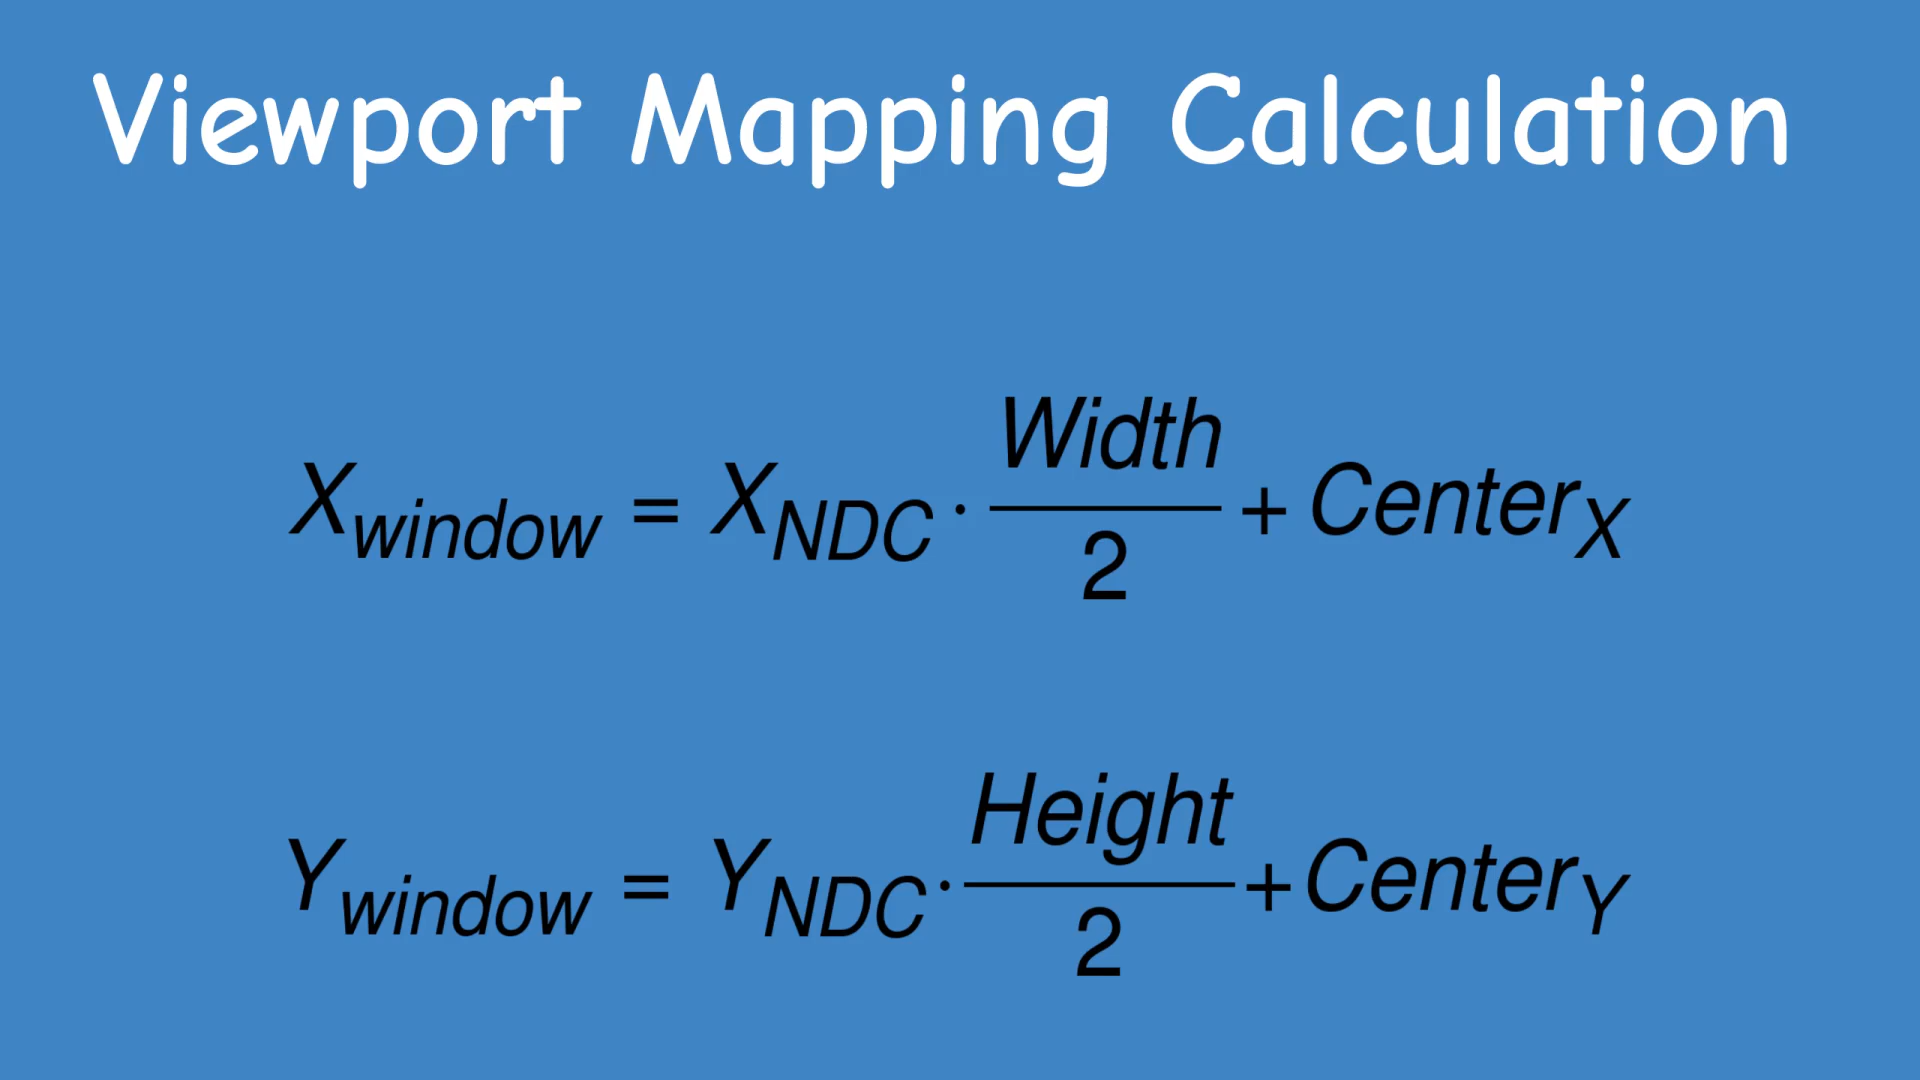 Viewport Mapping Calculation
X_window = X_NDC · Width/2 + Center_X
Y_window = Y_NDC · Height/2 + Center_Y